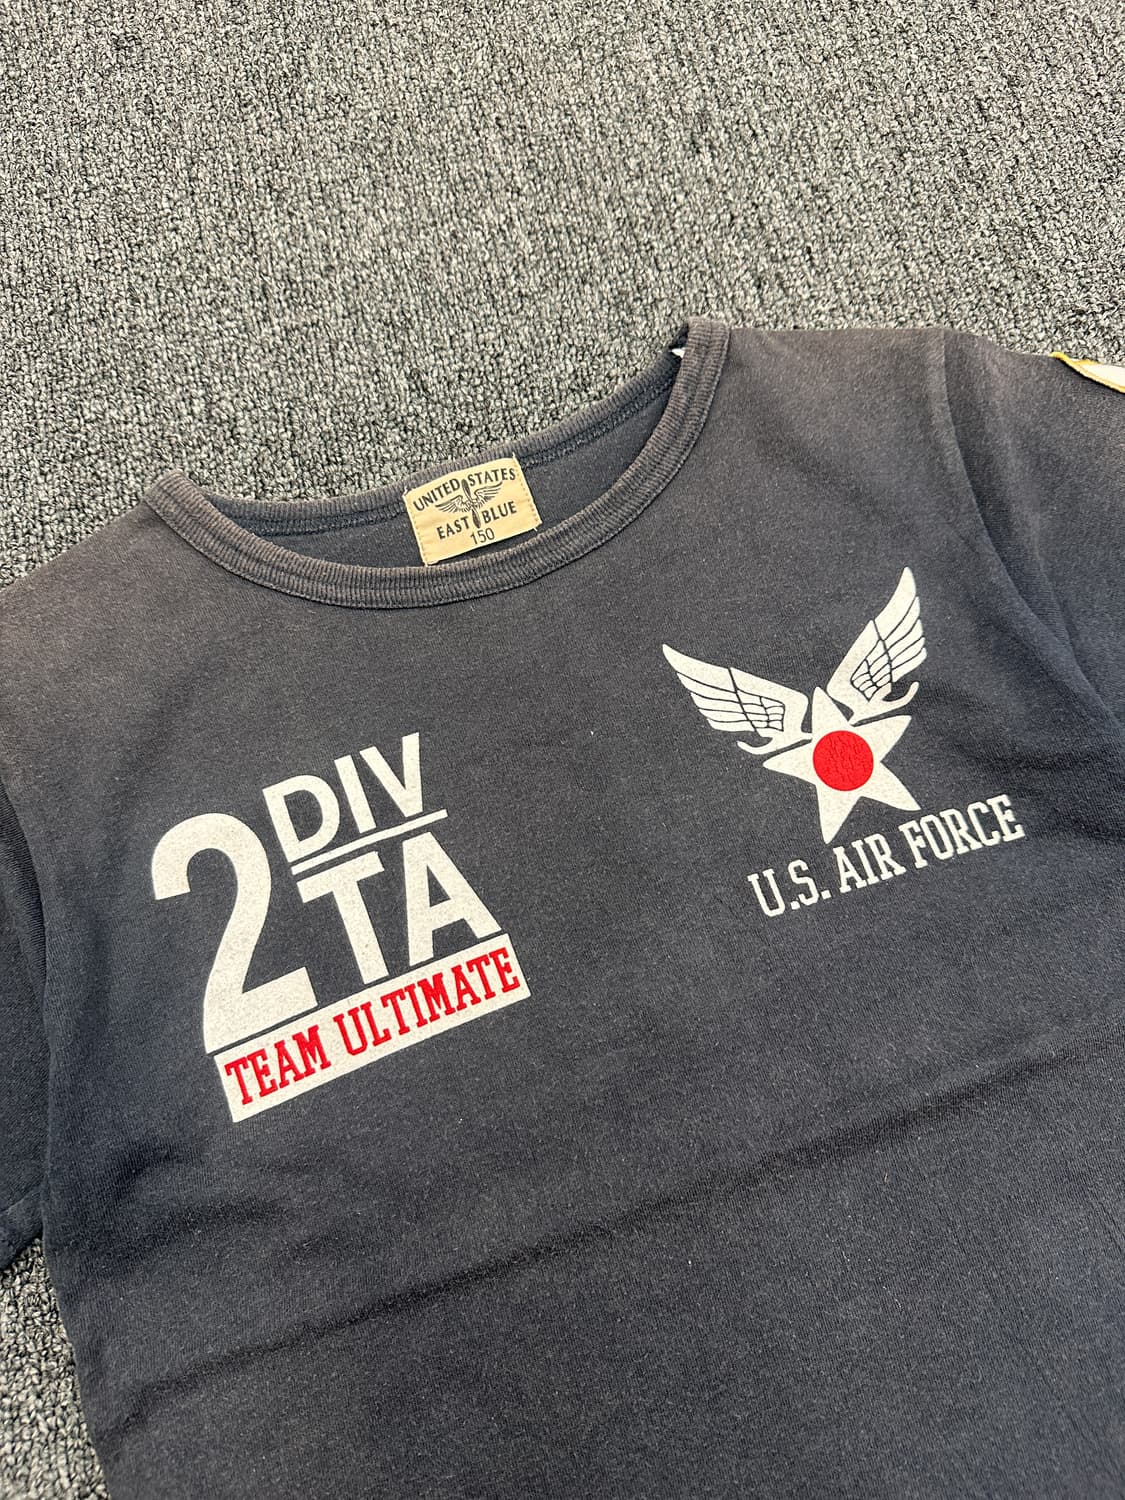 UNITED STATES
EAST BLUE
150
2 DIV
TA
TEAM ULTIMATE
U.S. AIR FORCE